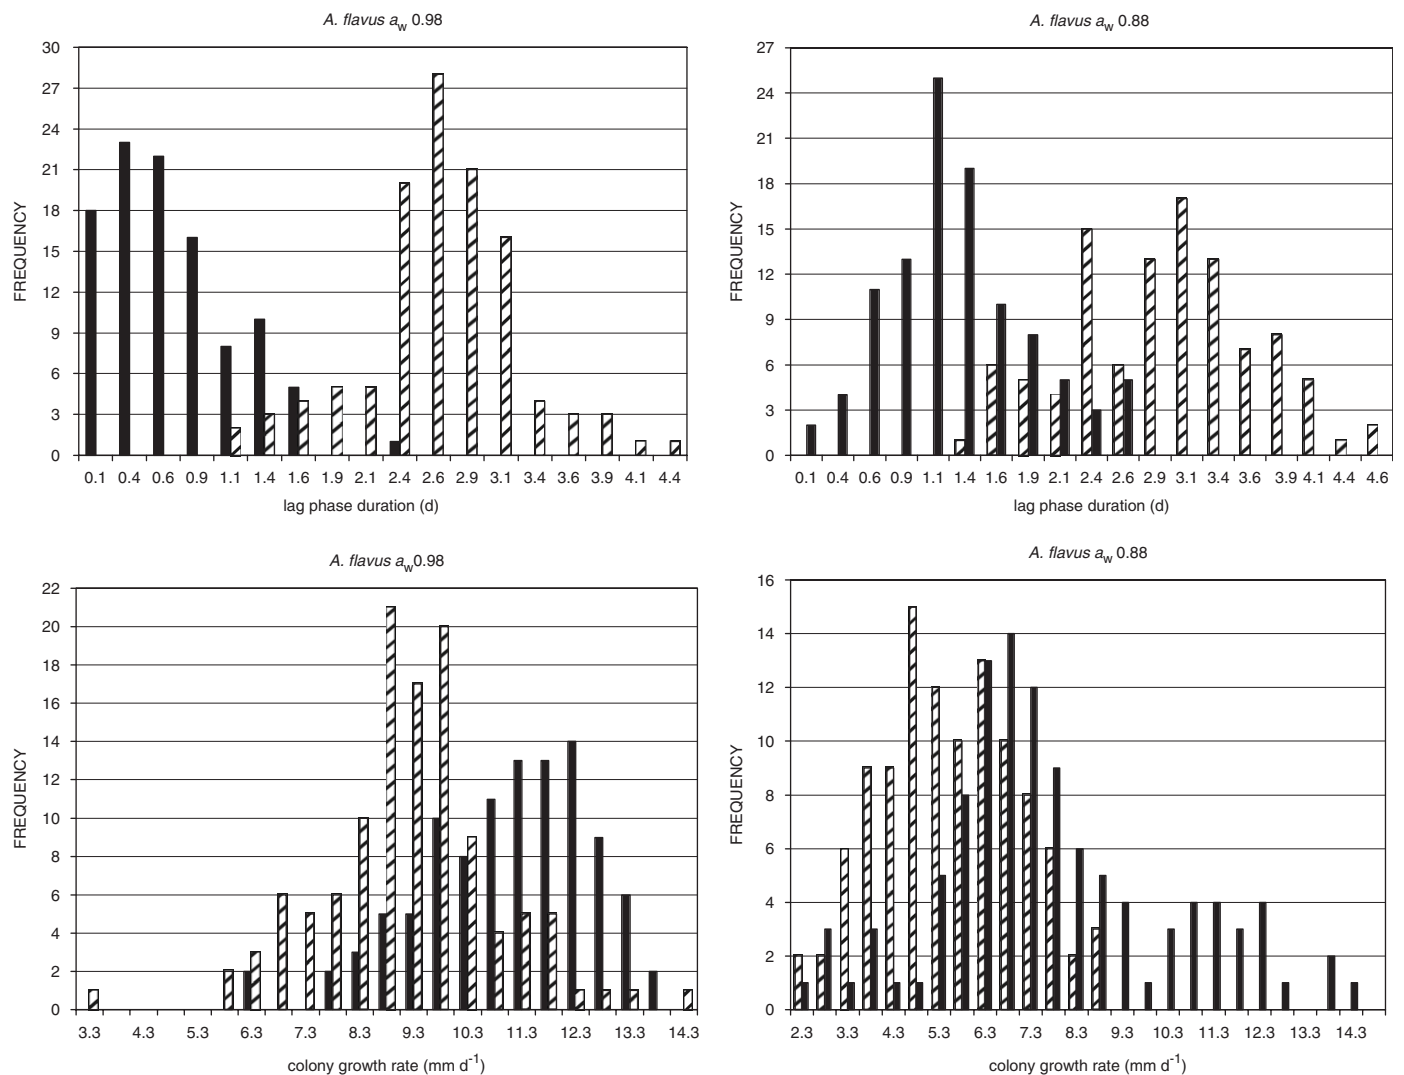 A. flavus aw 0.98
30
27
24
21
18
15
12
9
6
3
0
FREQUENCY
0.1 0.4 0.6 0.9 1.1 1.4 1.6 1.9 2.1 2.4 2.6 2.9 3.1 3.4 3.6 3.9 4.1 4.4
lag phase duration (d)
A. flavus aw 0.88
27
24
21
18
15
12
9
6
3
0
FREQUENCY
0.1 0.4 0.6 0.9 1.1 1.4 1.6 1.9 2.1 2.4 2.6 2.9 3.1 3.4 3.6 3.9 4.1 4.4 4.6
lag phase duration (d)
A. flavus aw 0.98
22
20
18
16
14
12
10
8
6
4
2
0
FREQUENCY
3.3 4.3 5.3 6.3 7.3 8.3 9.3 10.3 11.3 12.3 13.3 14.3
colony growth rate (mm d-1)
A. flavus aw 0.88
16
14
12
10
8
6
4
2
0
FREQUENCY
2.3 3.3 4.3 5.3 6.3 7.3 8.3 9.3 10.3 11.3 12.3 13.3 14.3
colony growth rate (mm d-1)